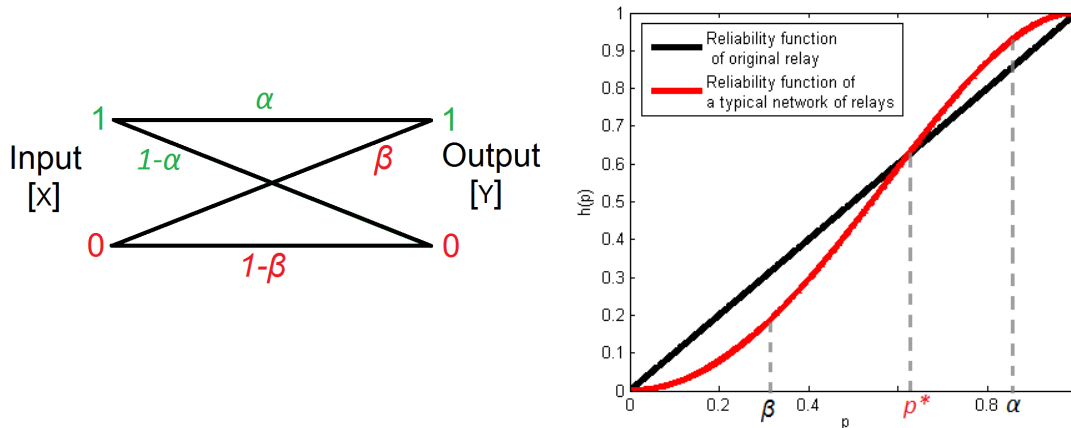 α
1
1
1-α
β
Input
[X]
Output
[Y]
0
0
1-β
1
0.9
0.8
0.7
0.6
0.5
0.4
0.3
0.2
0.1
0
h(p)
Reliability function
of original relay
Reliability function of
a typical network of relays
0
0.2
β
0.4
p*
0.8
α
p